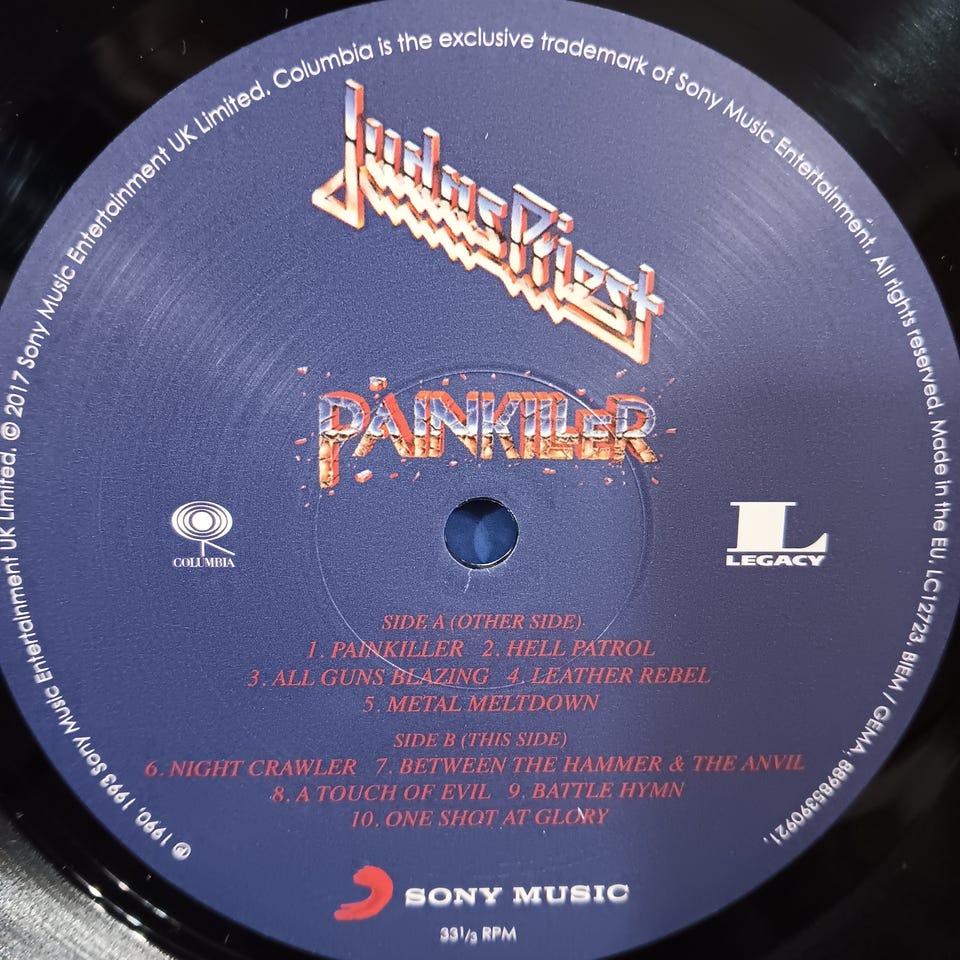 ℗ 1990, 1993 Sony Music Entertainment UK Limited. © 2017 Sony Music Entertainment UK Limited. Columbia is the exclusive trademark of Sony Music Entertainment. All rights reserved. Made in the EU. LC12723. BIEM / GEMA. 88985390921.
Judas Priest
PAINKILLER
COLUMBIA
L
LEGACY
SIDE A (OTHER SIDE)
1. PAINKILLER 2. HELL PATROL
3. ALL GUNS BLAZING 4. LEATHER REBEL
5. METAL MELTDOWN
SIDE B (THIS SIDE)
6. NIGHT CRAWLER 7. BETWEEN THE HAMMER & THE ANVIL
8. A TOUCH OF EVIL 9. BATTLE HYMN
10. ONE SHOT AT GLORY
SONY MUSIC
33 1/3 RPM